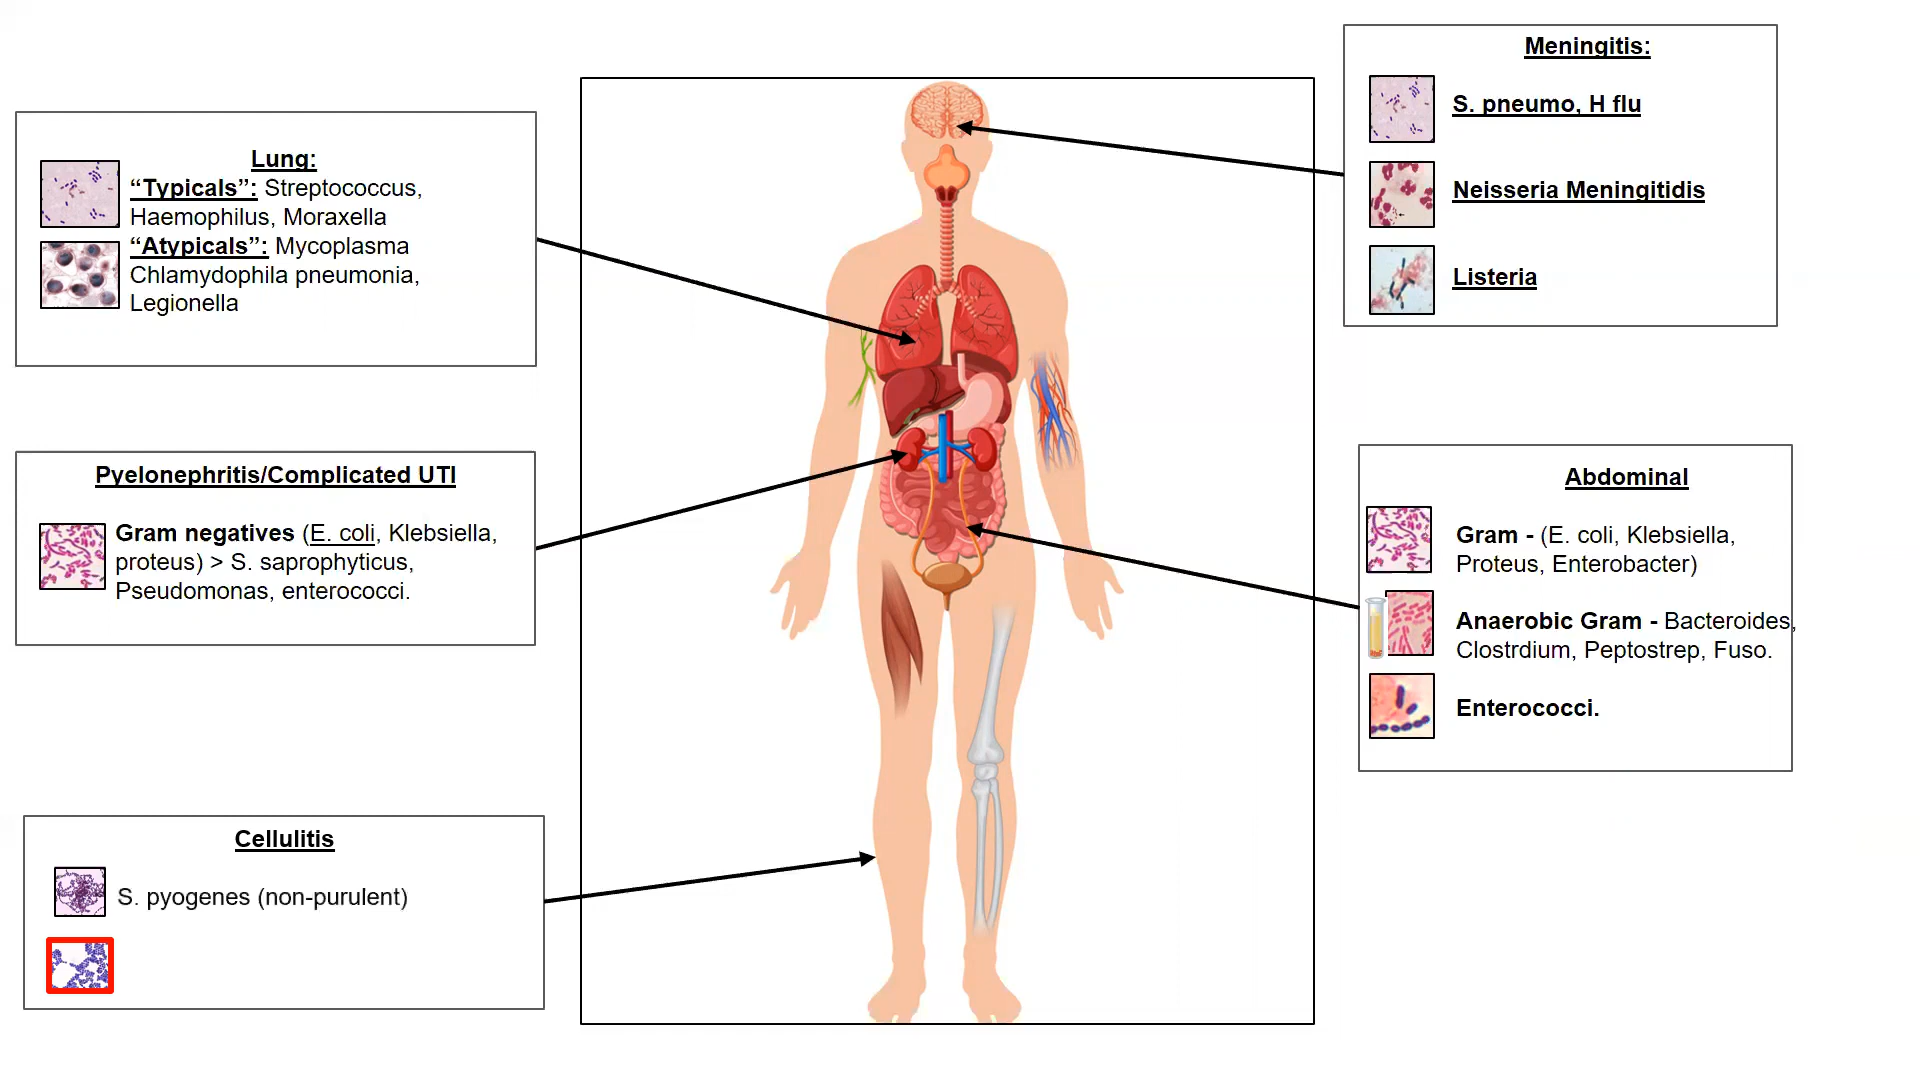 Meningitis:
S. pneumo, H flu
Neisseria Meningitidis
Listeria
Lung:
“Typicals”: Streptococcus,
Haemophilus, Moraxella
“Atypicals”: Mycoplasma
Chlamydophila pneumonia,
Legionella
Pyelonephritis/Complicated UTI
Gram negatives (E. coli, Klebsiella,
proteus) > S. saprophyticus,
Pseudomonas, enterococci.
Abdominal
Gram - (E. coli, Klebsiella,
Proteus, Enterobacter)
Anaerobic Gram - Bacteroides,
Clostrdium, Peptostrep, Fuso.
Enterococci.
Cellulitis
S. pyogenes (non-purulent)